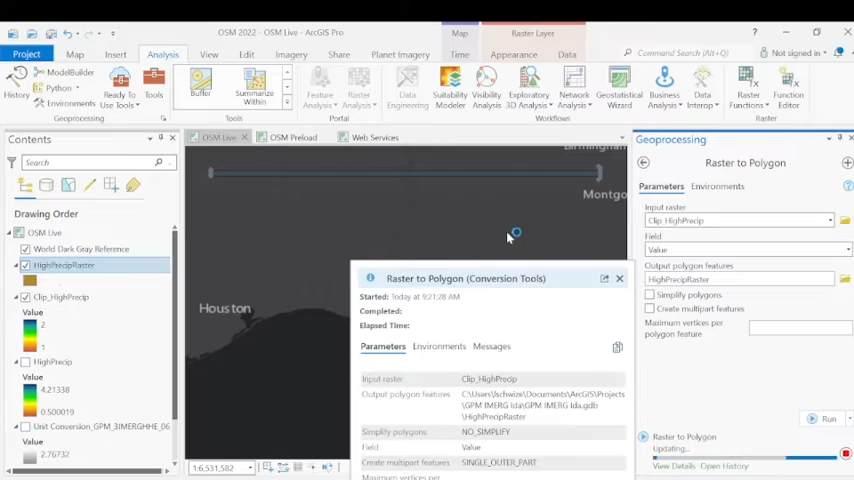 OSM 2022 - OSM Live - ArcGIS Pro
Map
Raster Layer
Project Map Insert Analysis View Edit Imagery Share Planet Imagery Time Appearance Data
Command Search (Alt+Q)
Not signed in
History
ModelBuilder
Python
Environments
Ready To Use Tools
Tools
Buffer
Summarize Within
Feature Analysis
Raster Analysis
Data Engineering
Suitability Modeler
Visibility Analysis
Exploratory 3D Analysis
Network Analysis
Geostatistical Wizard
Business Analysis
Data Interop
Raster Functions
Function Editor
Geoprocessing
Tools
Portal
Workflows
Raster
Contents
Search
Drawing Order
OSM Live
World Dark Gray Reference
HighPrecipRaster
Clip_HighPrecip
Value
2
1
HighPrecip
Value
4.21338
0.500019
Unit Conversion_GPM_3IMERGHHE_06
Value
2.76732
OSM Live
OSM Preload
Web Services
Birmingham
Montgo
Houston
1:6,531,582
Raster to Polygon (Conversion Tools)
Started: Today at 9:21:28 AM
Completed:
Elapsed Time:
Parameters Environments Messages
Input raster Clip_HighPrecip
Output polygon features C:\Users\lschwize\Documents\ArcGIS\Projects
\GPM IMERG Ida\GPM IMERG Ida.gdb
\HighPrecipRaster
Simplify polygons NO_SIMPLIFY
Field Value
Create multipart features SINGLE_OUTER_PART
Maximum vertices per
Geoprocessing
Raster to Polygon
Parameters Environments
Input raster
Clip_HighPrecip
Field
Value
Output polygon features
HighPrecipRaster
Simplify polygons
Create multipart features
Maximum vertices per
polygon feature
Run
Raster to Polygon
Updating...
View Details Open History